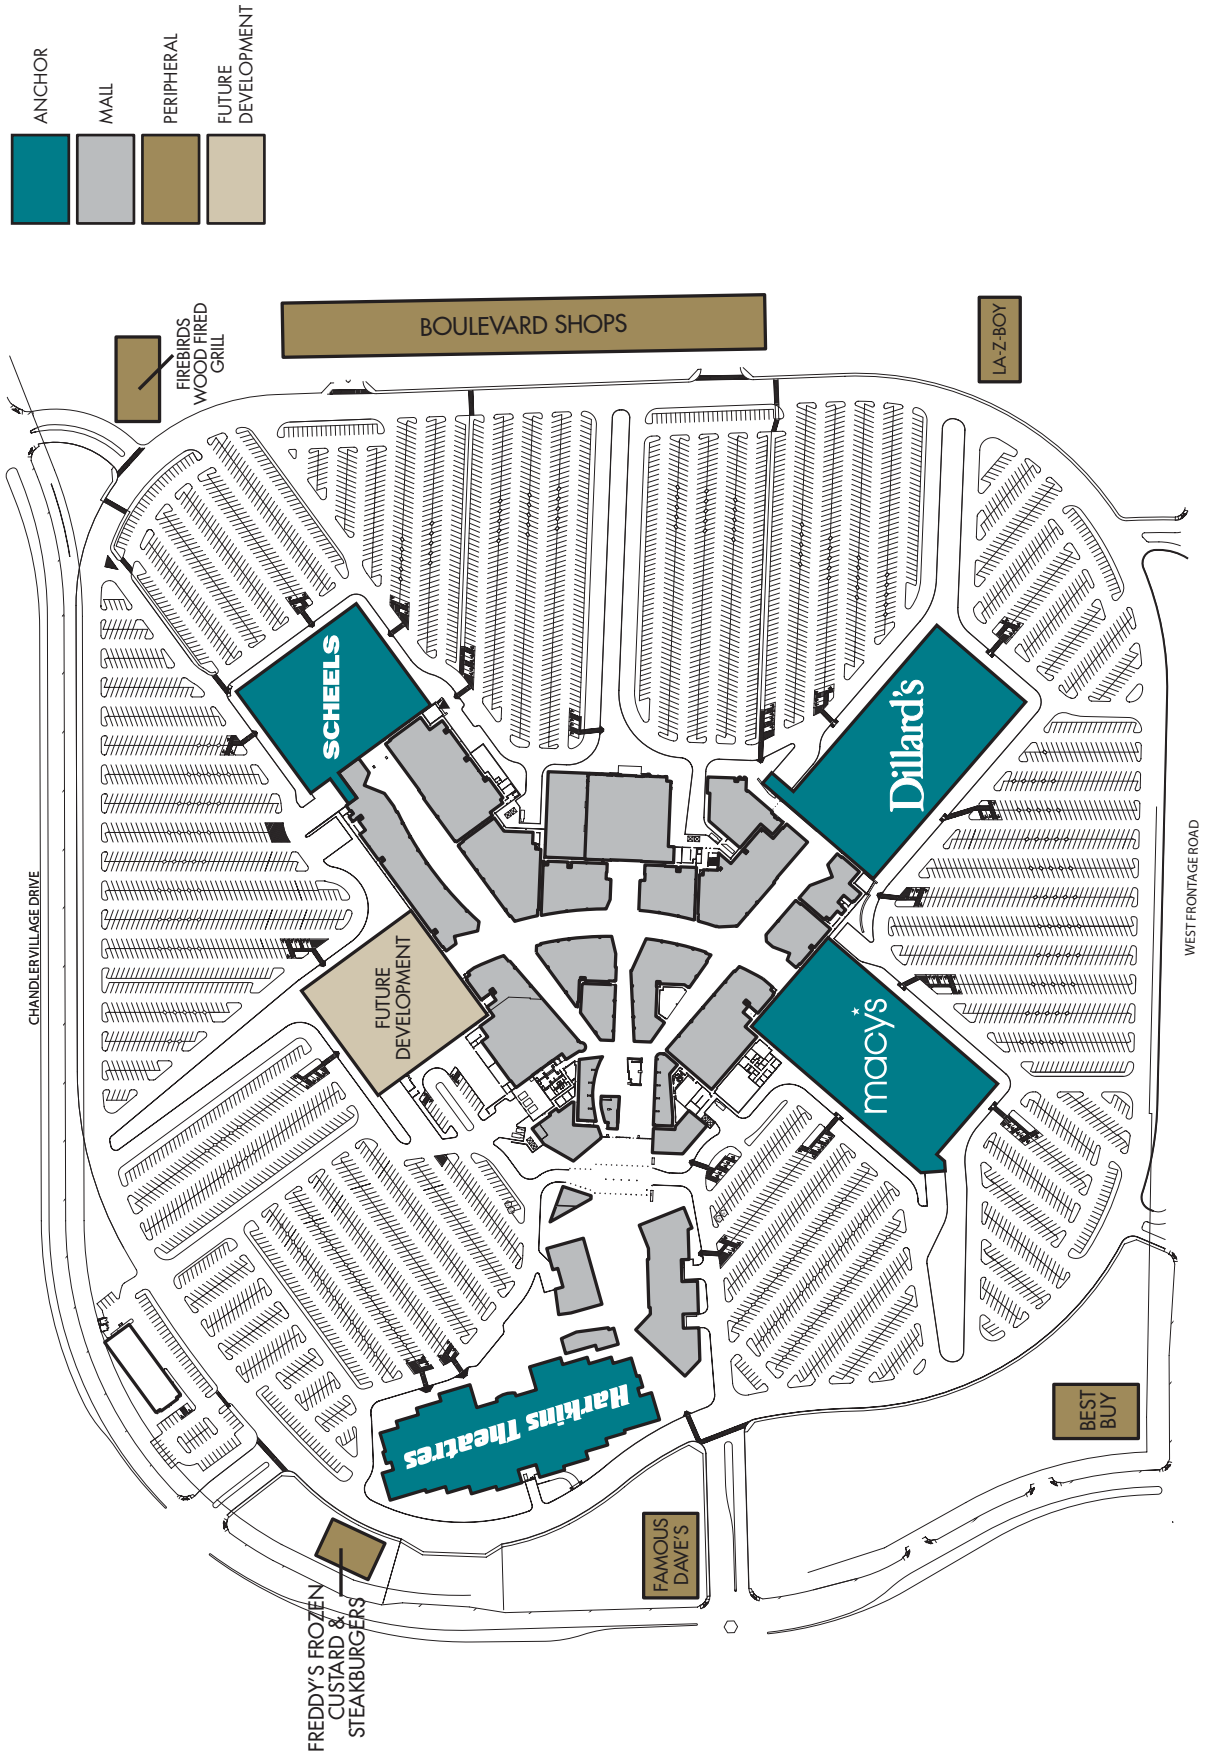 ANCHOR
MALL
PERIPHERAL
FUTURE
DEVELOPMENT
FIREBIRDS
WOOD FIRED
GRILL
BOULEVARD SHOPS
LA-Z-BOY
CHANDLER VILLAGE DRIVE
SCHEELS
Dillard's
FUTURE
DEVELOPMENT
macy's
WEST FRONTAGE ROAD
Harkins Theatres
BEST
BUY
FAMOUS
DAVE'S
FREDDY'S FROZEN
CUSTARD &
STEAKBURGERS